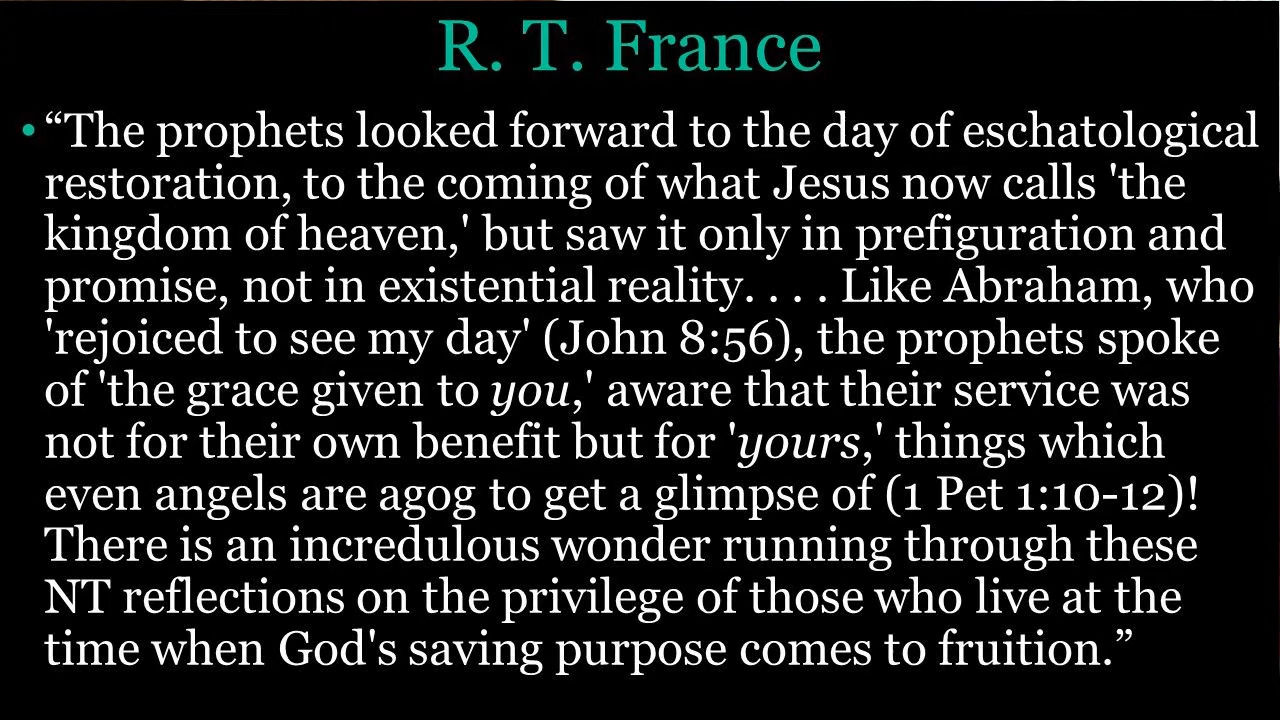 R. T. France
• “The prophets looked forward to the day of eschatological
restoration, to the coming of what Jesus now calls 'the
kingdom of heaven,' but saw it only in prefiguration and
promise, not in existential reality. . . . Like Abraham, who
'rejoiced to see my day' (John 8:56), the prophets spoke
of 'the grace given to you,' aware that their service was
not for their own benefit but for 'yours,' things which
even angels are agog to get a glimpse of (1 Pet 1:10-12)!
There is an incredulous wonder running through these
NT reflections on the privilege of those who live at the
time when God's saving purpose comes to fruition.”